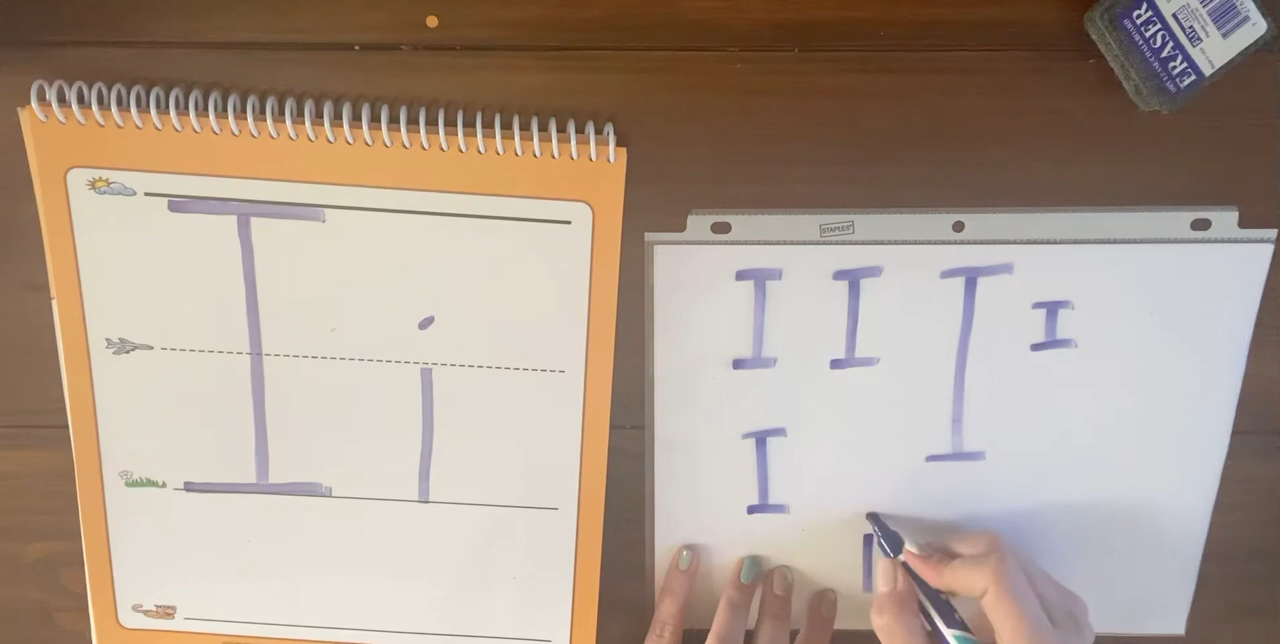 I i
I I I I
I
STAPLES
ERASER